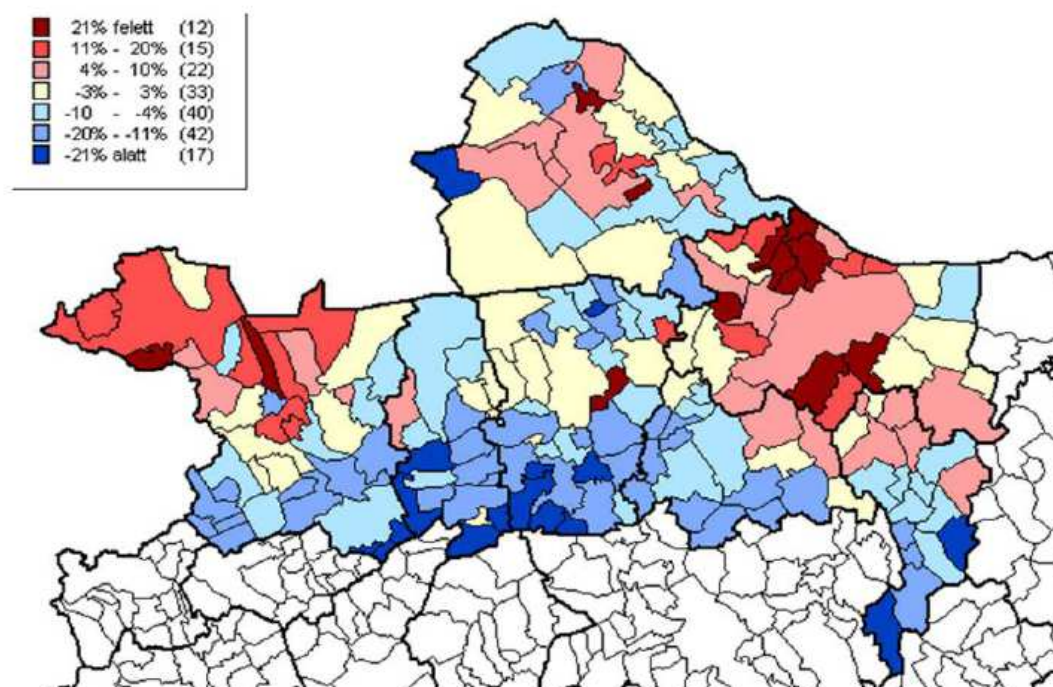 21% felett (12)
11% - 20% (15)
4% - 10% (22)
-3% - 3% (33)
-10 - -4% (40)
-20% - -11% (42)
-21% alatt (17)